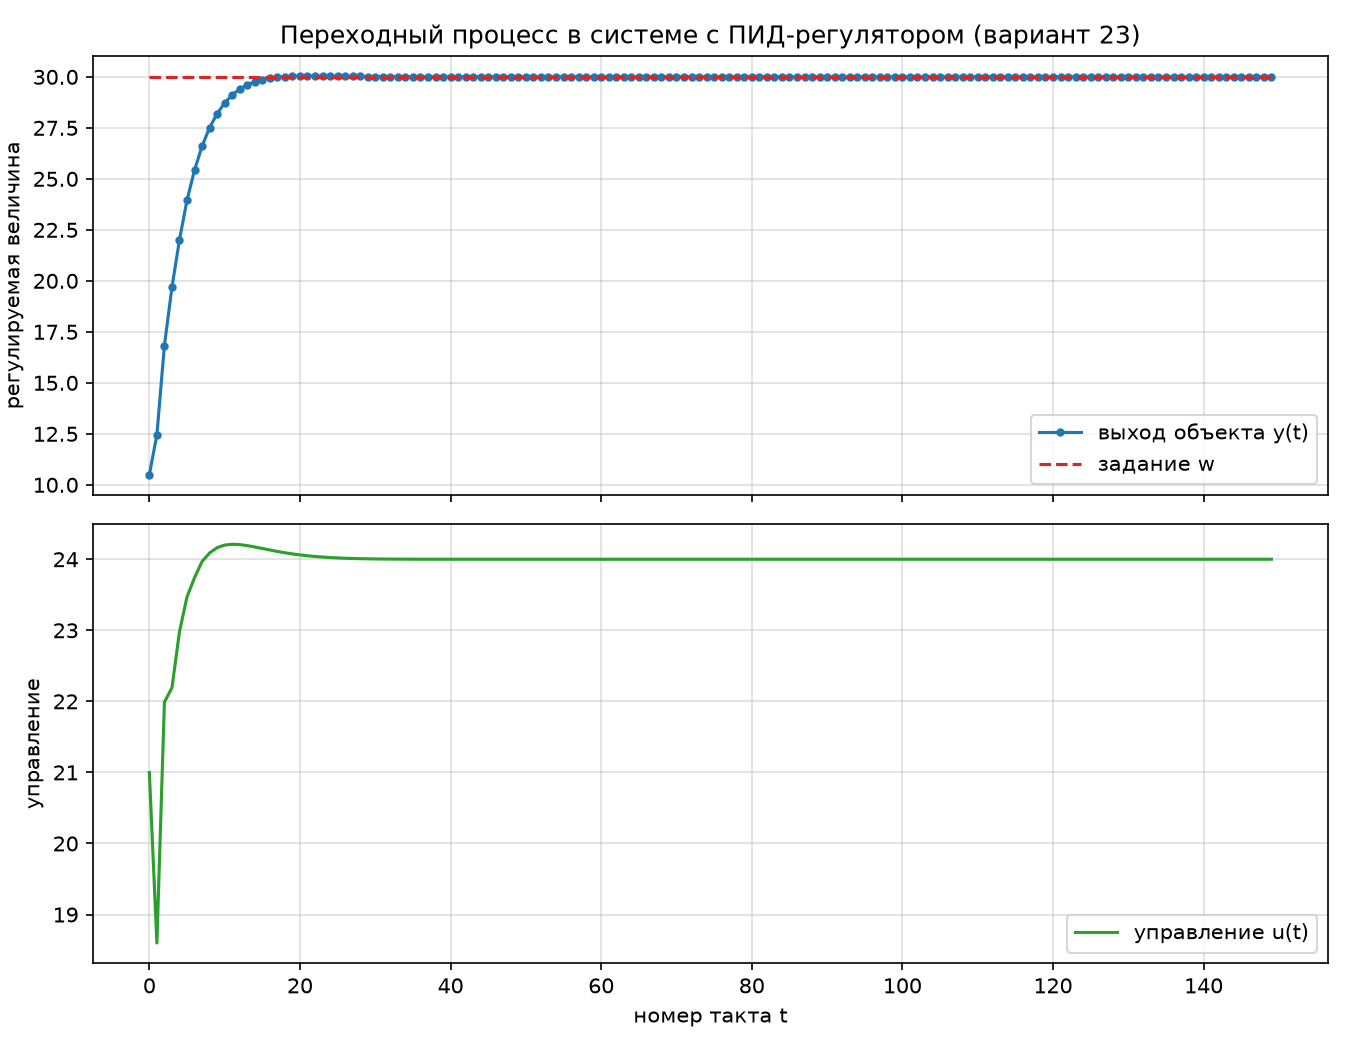 Переходный процесс в системе с ПИД-регулятором (вариант 23)
регулируемая величина
30.0
27.5
25.0
22.5
20.0
17.5
15.0
12.5
10.0
выход объекта y(t)
задание w
управление
24
23
22
21
20
19
управление u(t)
0 20 40 60 80 100 120 140
номер такта t